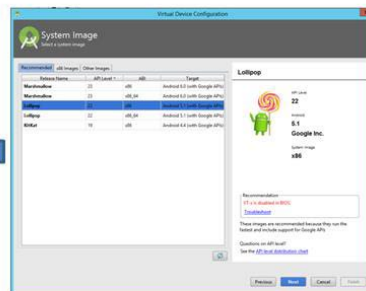 Virtual Device Configuration
System Image
Select a system image
Recommended x86 Images Other Images
Release Name API Level ABI Target
Marshmallow 23 x86 Android 6.0 (with Google APIs)
Marshmallow 23 x86_64 Android 6.0 (with Google APIs)
Lollipop 22 x86 Android 5.1 (with Google APIs)
Lollipop 22 x86_64 Android 5.1 (with Google APIs)
KitKat 19 x86 Android 4.4 (with Google APIs)
Lollipop
API Level
22
Android
5.1
Google Inc.
System Image
x86
Recommendation
VT-x is disabled in BIOS.
Troubleshoot
These images are recommended because they run the
fastest and include support for Google APIs
Questions on API level?
See the API level distribution chart
Previous Next Cancel Finish